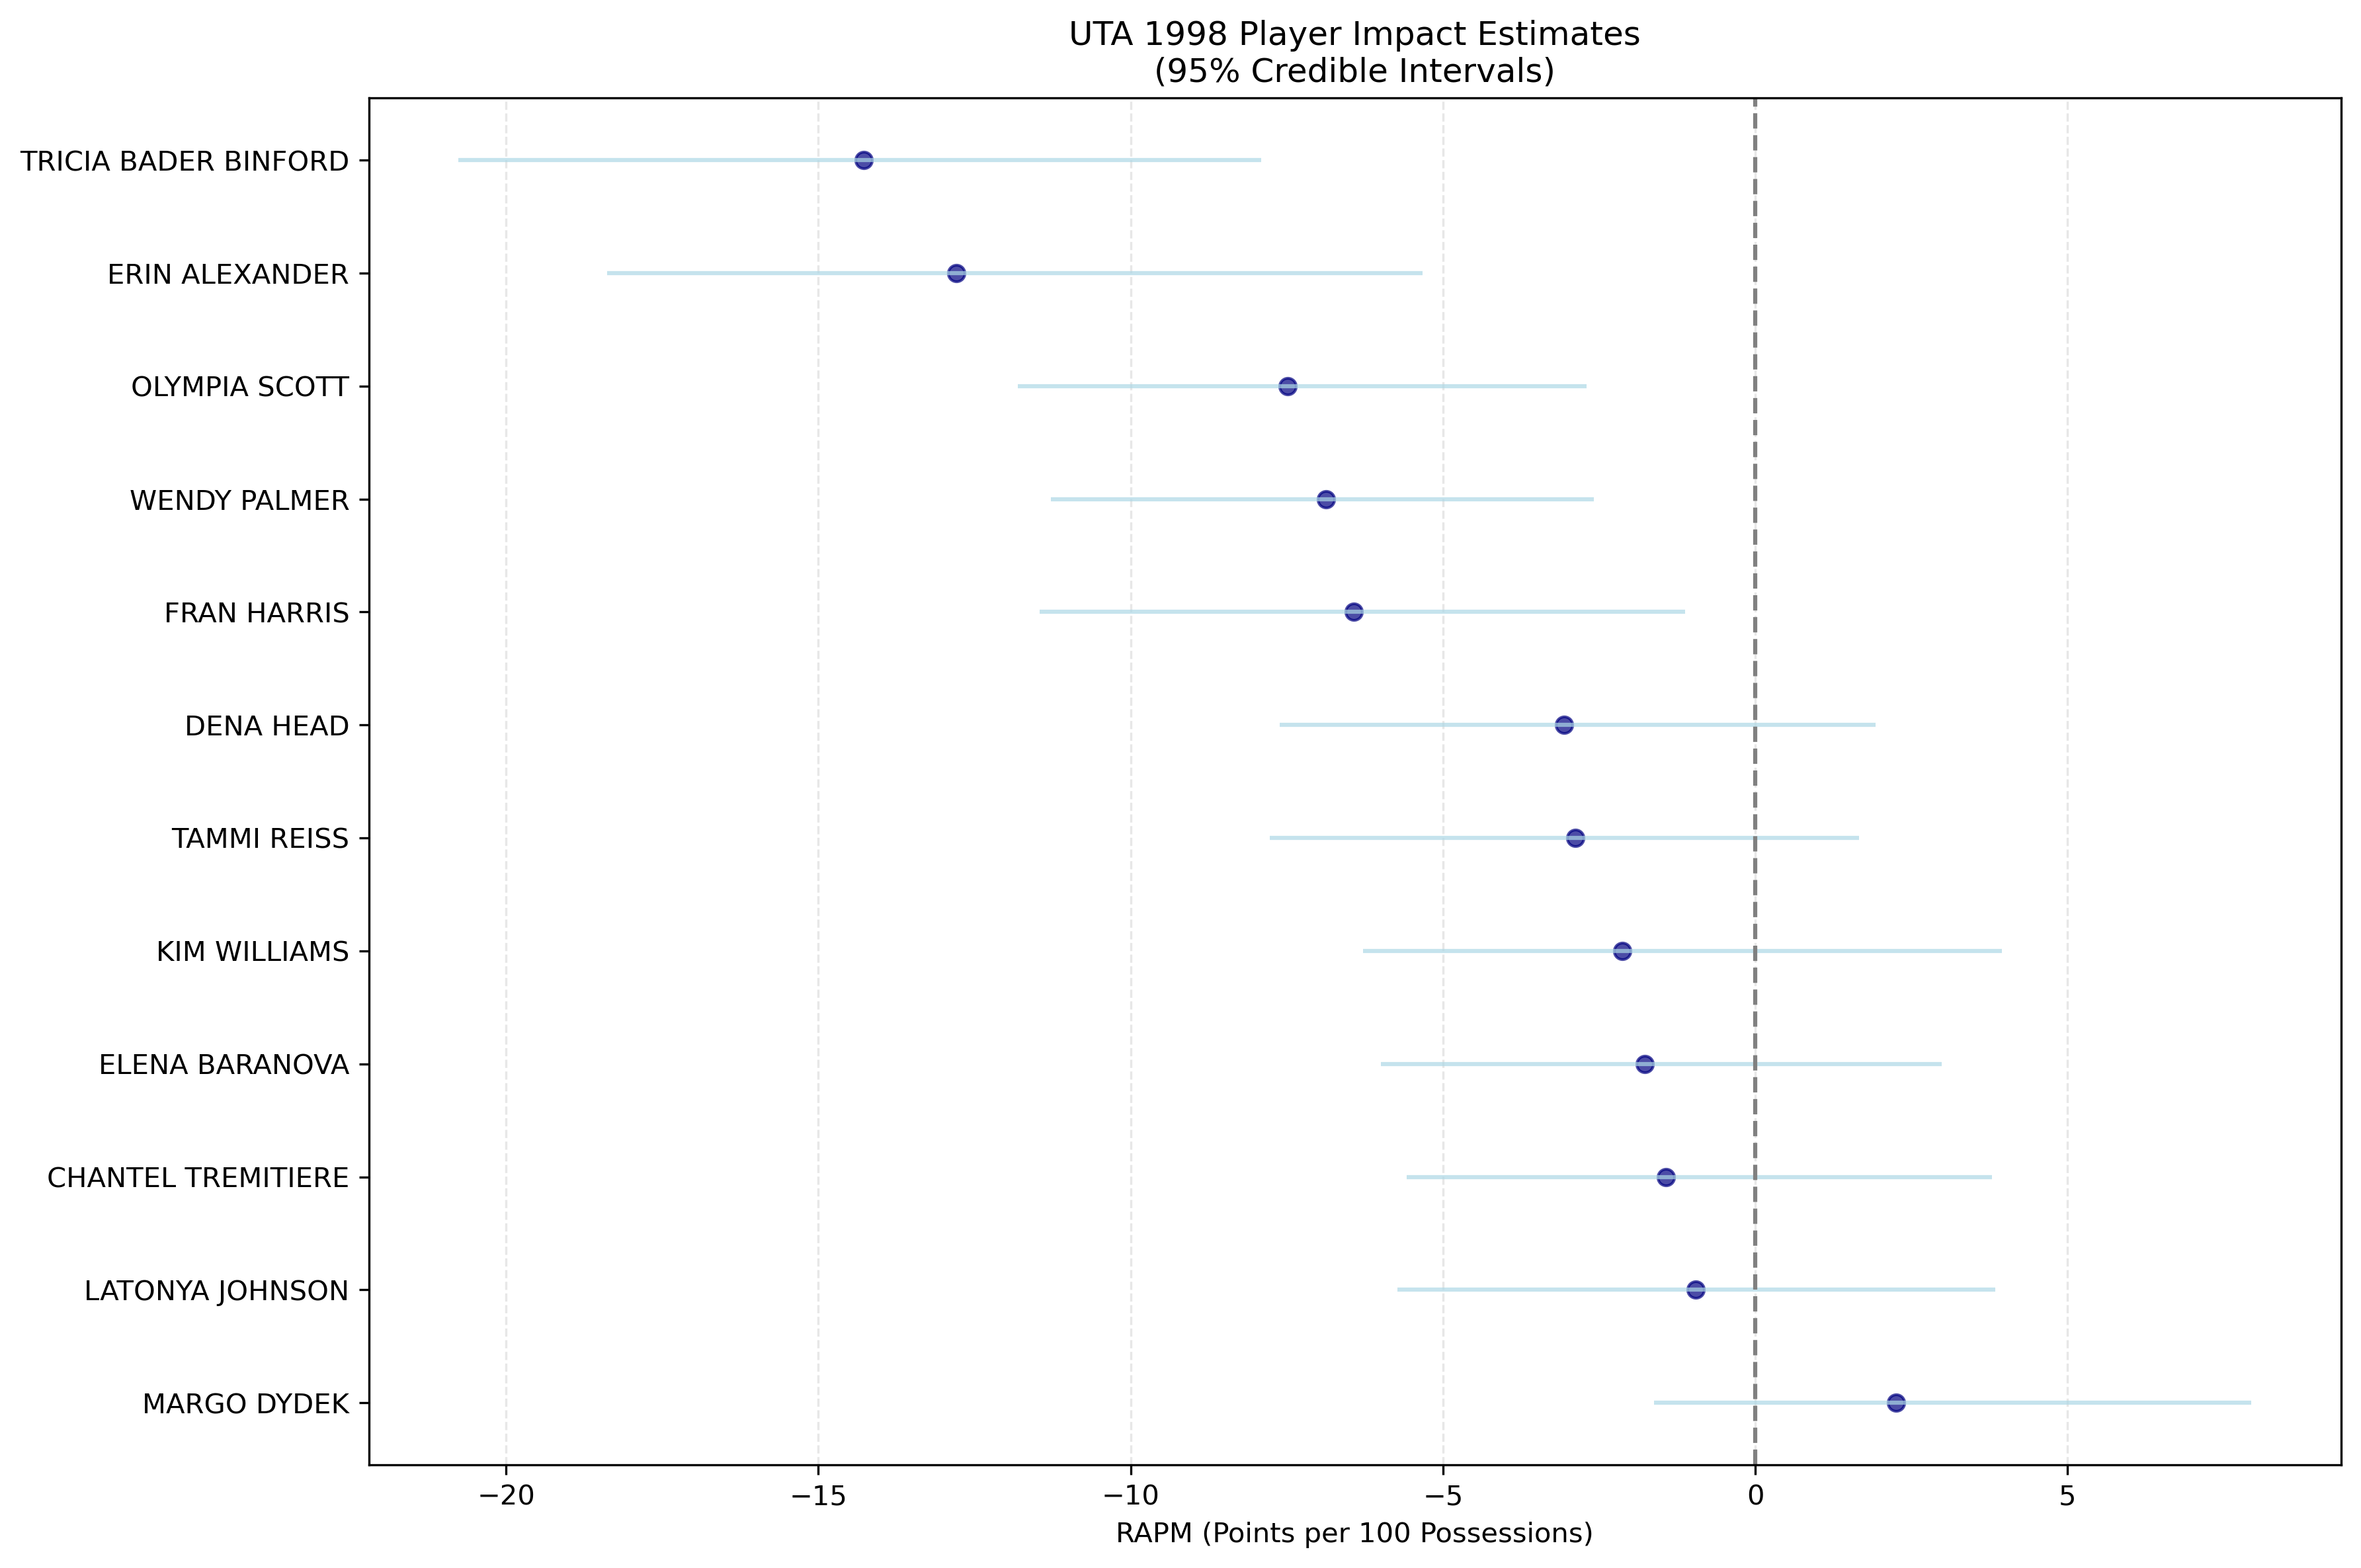 UTA 1998 Player Impact Estimates
(95% Credible Intervals)
TRICIA BADER BINFORD
ERIN ALEXANDER
OLYMPIA SCOTT
WENDY PALMER
FRAN HARRIS
DENA HEAD
TAMMI REISS
KIM WILLIAMS
ELENA BARANOVA
CHANTEL TREMITIERE
LATONYA JOHNSON
MARGO DYDEK
−20 −15 −10 −5 0 5
RAPM (Points per 100 Possessions)